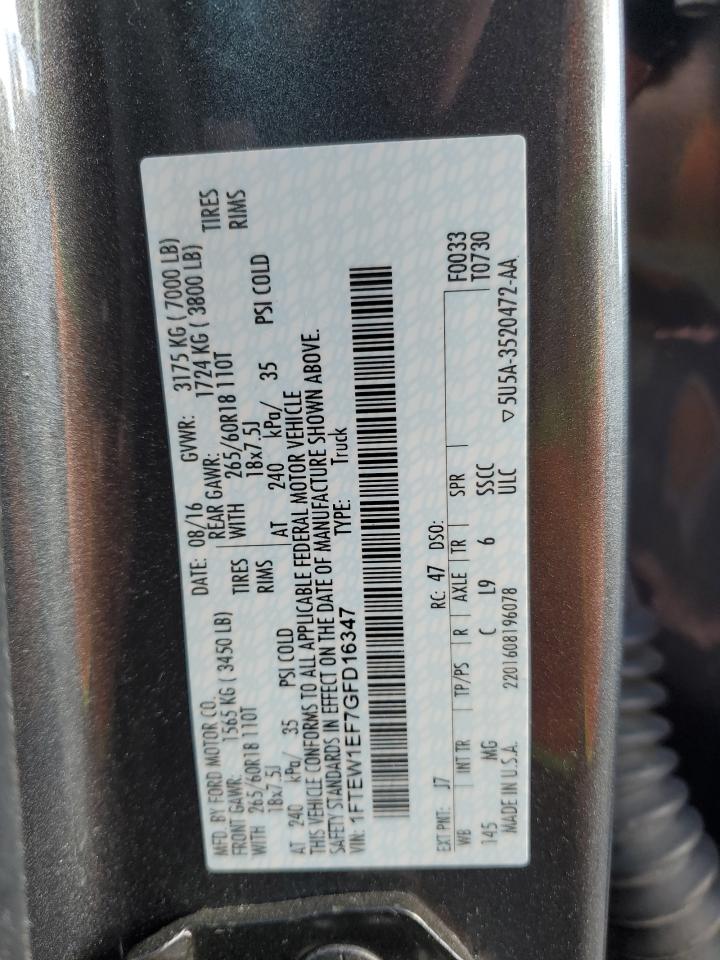 MFD. BY FORD MOTOR CO.
DATE: 08/16 GVWR: 3175 KG ( 7000 LB)
FRONT GAWR: 1565 KG ( 3450 LB) REAR GAWR: 1724 KG ( 3800 LB)
WITH 265/60R18 110T TIRES WITH 265/60R18 110T TIRES
18x7.5J RIMS 18x7.5J RIMS
AT 240 kPa/ 35 PSI COLD AT 240 kPa/ 35 PSI COLD
THIS VEHICLE CONFORMS TO ALL APPLICABLE FEDERAL MOTOR VEHICLE
SAFETY STANDARDS IN EFFECT ON THE DATE OF MANUFACTURE SHOWN ABOVE.
VIN: 1FTEW1EF7GFD16347 TYPE: Truck
EXT PNT: J7 RC: 47 DSO: F0033
WB INT TR TP/PS R AXLE TR SPR T0730
145 MG C L9 6 SSCC
MADE IN U.S.A. 2201608196078 ULC ▽ 5U5A-3520472-AA